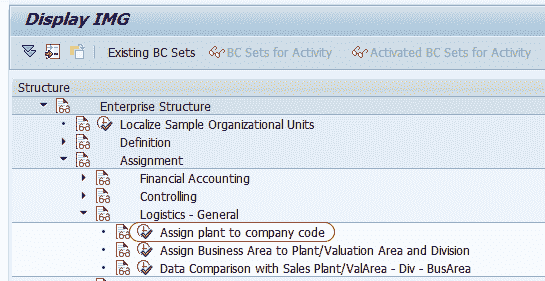 Display IMG
Existing BC Sets BC Sets for Activity Activated BC Sets for Activity
Structure
Enterprise Structure
Localize Sample Organizational Units
Definition
Assignment
Financial Accounting
Controlling
Logistics - General
Assign plant to company code
Assign Business Area to Plant/Valuation Area and Division
Data Comparison with Sales Plant/ValArea - Div - BusArea